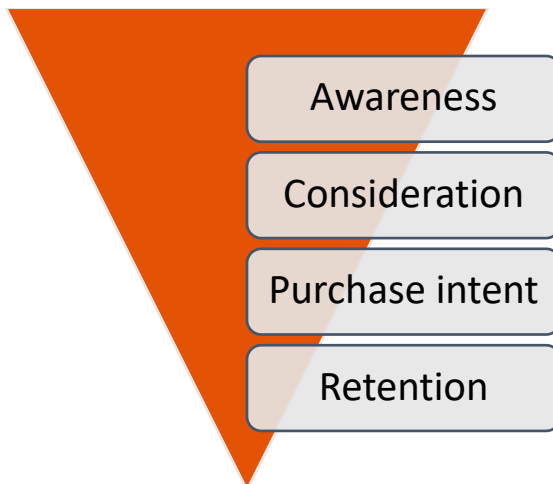 Awareness
Consideration
Purchase intent
Retention